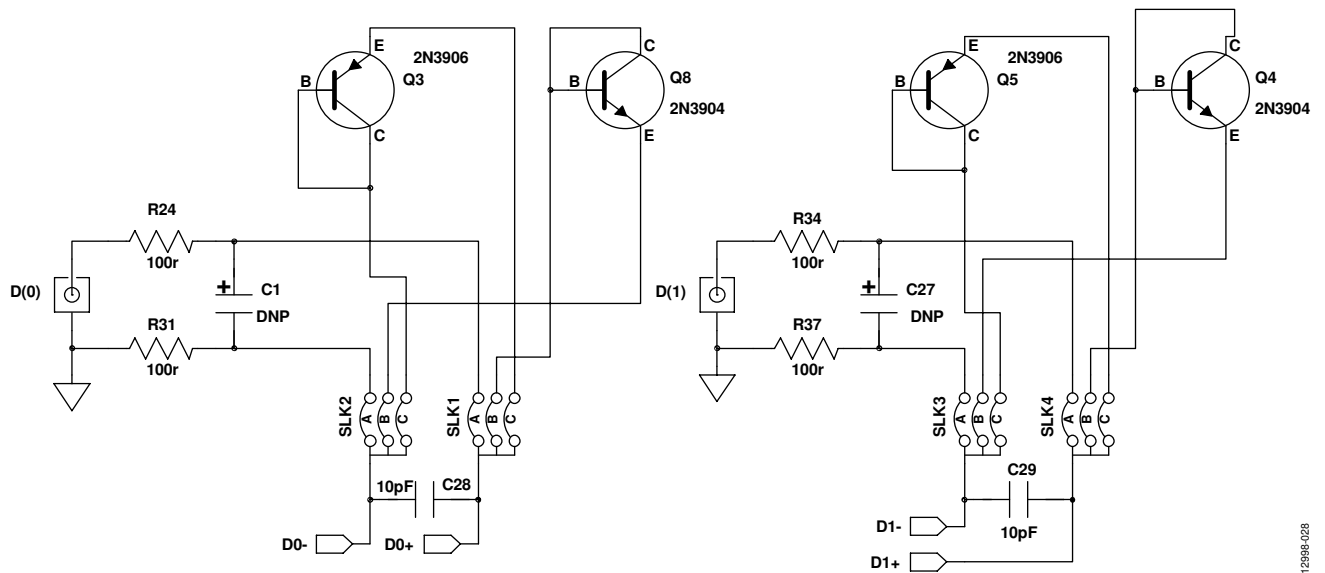 E
2N3906
B
Q3
C
C
B
Q8
2N3904
E
E
2N3906
B
Q5
C
C
B
Q4
2N3904
E
R24
100r
D(0)
+
C1
DNP
R31
100r
R34
100r
D(1)
+
C27
DNP
R37
100r
SLK2
A
B
C
SLK1
A
B
C
SLK3
A
B
C
SLK4
A
B
C
10pF
C28
D0-
D0+
C29
10pF
D1-
D1+
12998-028